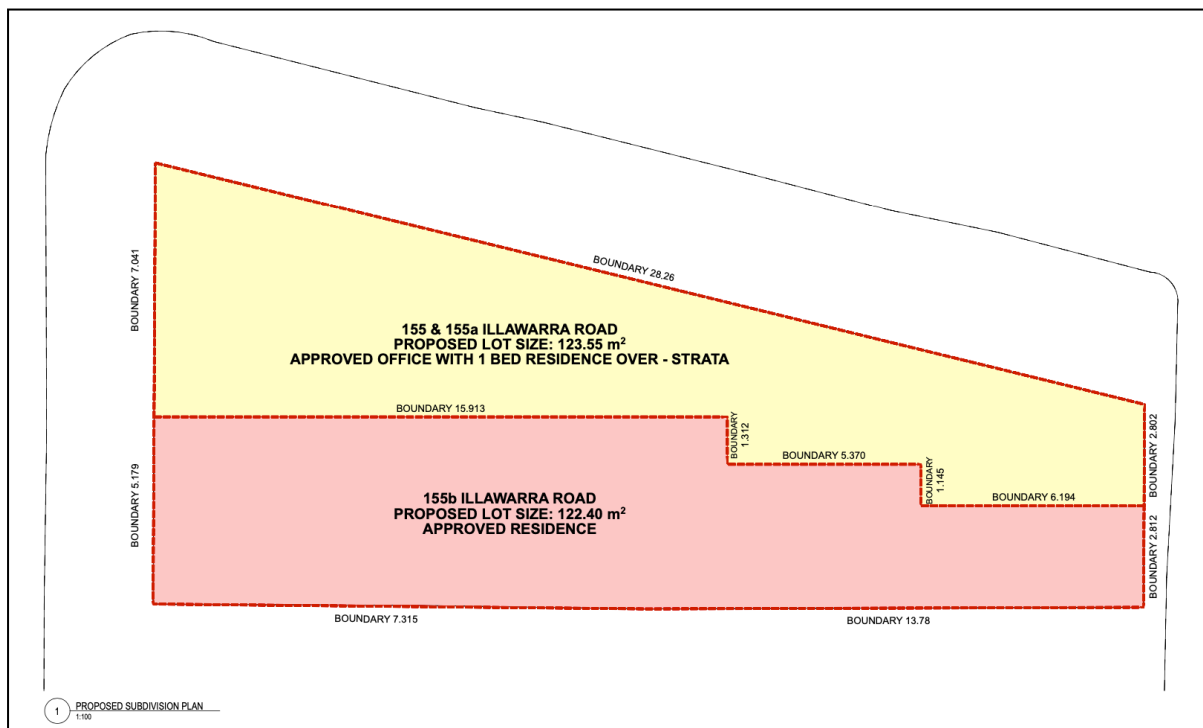 BOUNDARY 7.041
BOUNDARY 28.26
155 & 155a ILLAWARRA ROAD
PROPOSED LOT SIZE: 123.55 m²
APPROVED OFFICE WITH 1 BED RESIDENCE OVER - STRATA
BOUNDARY 15.913
BOUNDARY
1.312
BOUNDARY 5.370
BOUNDARY
1.145
BOUNDARY 6.194
BOUNDARY 2.802
BOUNDARY 5.179
155b ILLAWARRA ROAD
PROPOSED LOT SIZE: 122.40 m²
APPROVED RESIDENCE
BOUNDARY 2.812
BOUNDARY 7.315
BOUNDARY 13.78
1
PROPOSED SUBDIVISION PLAN
1:100